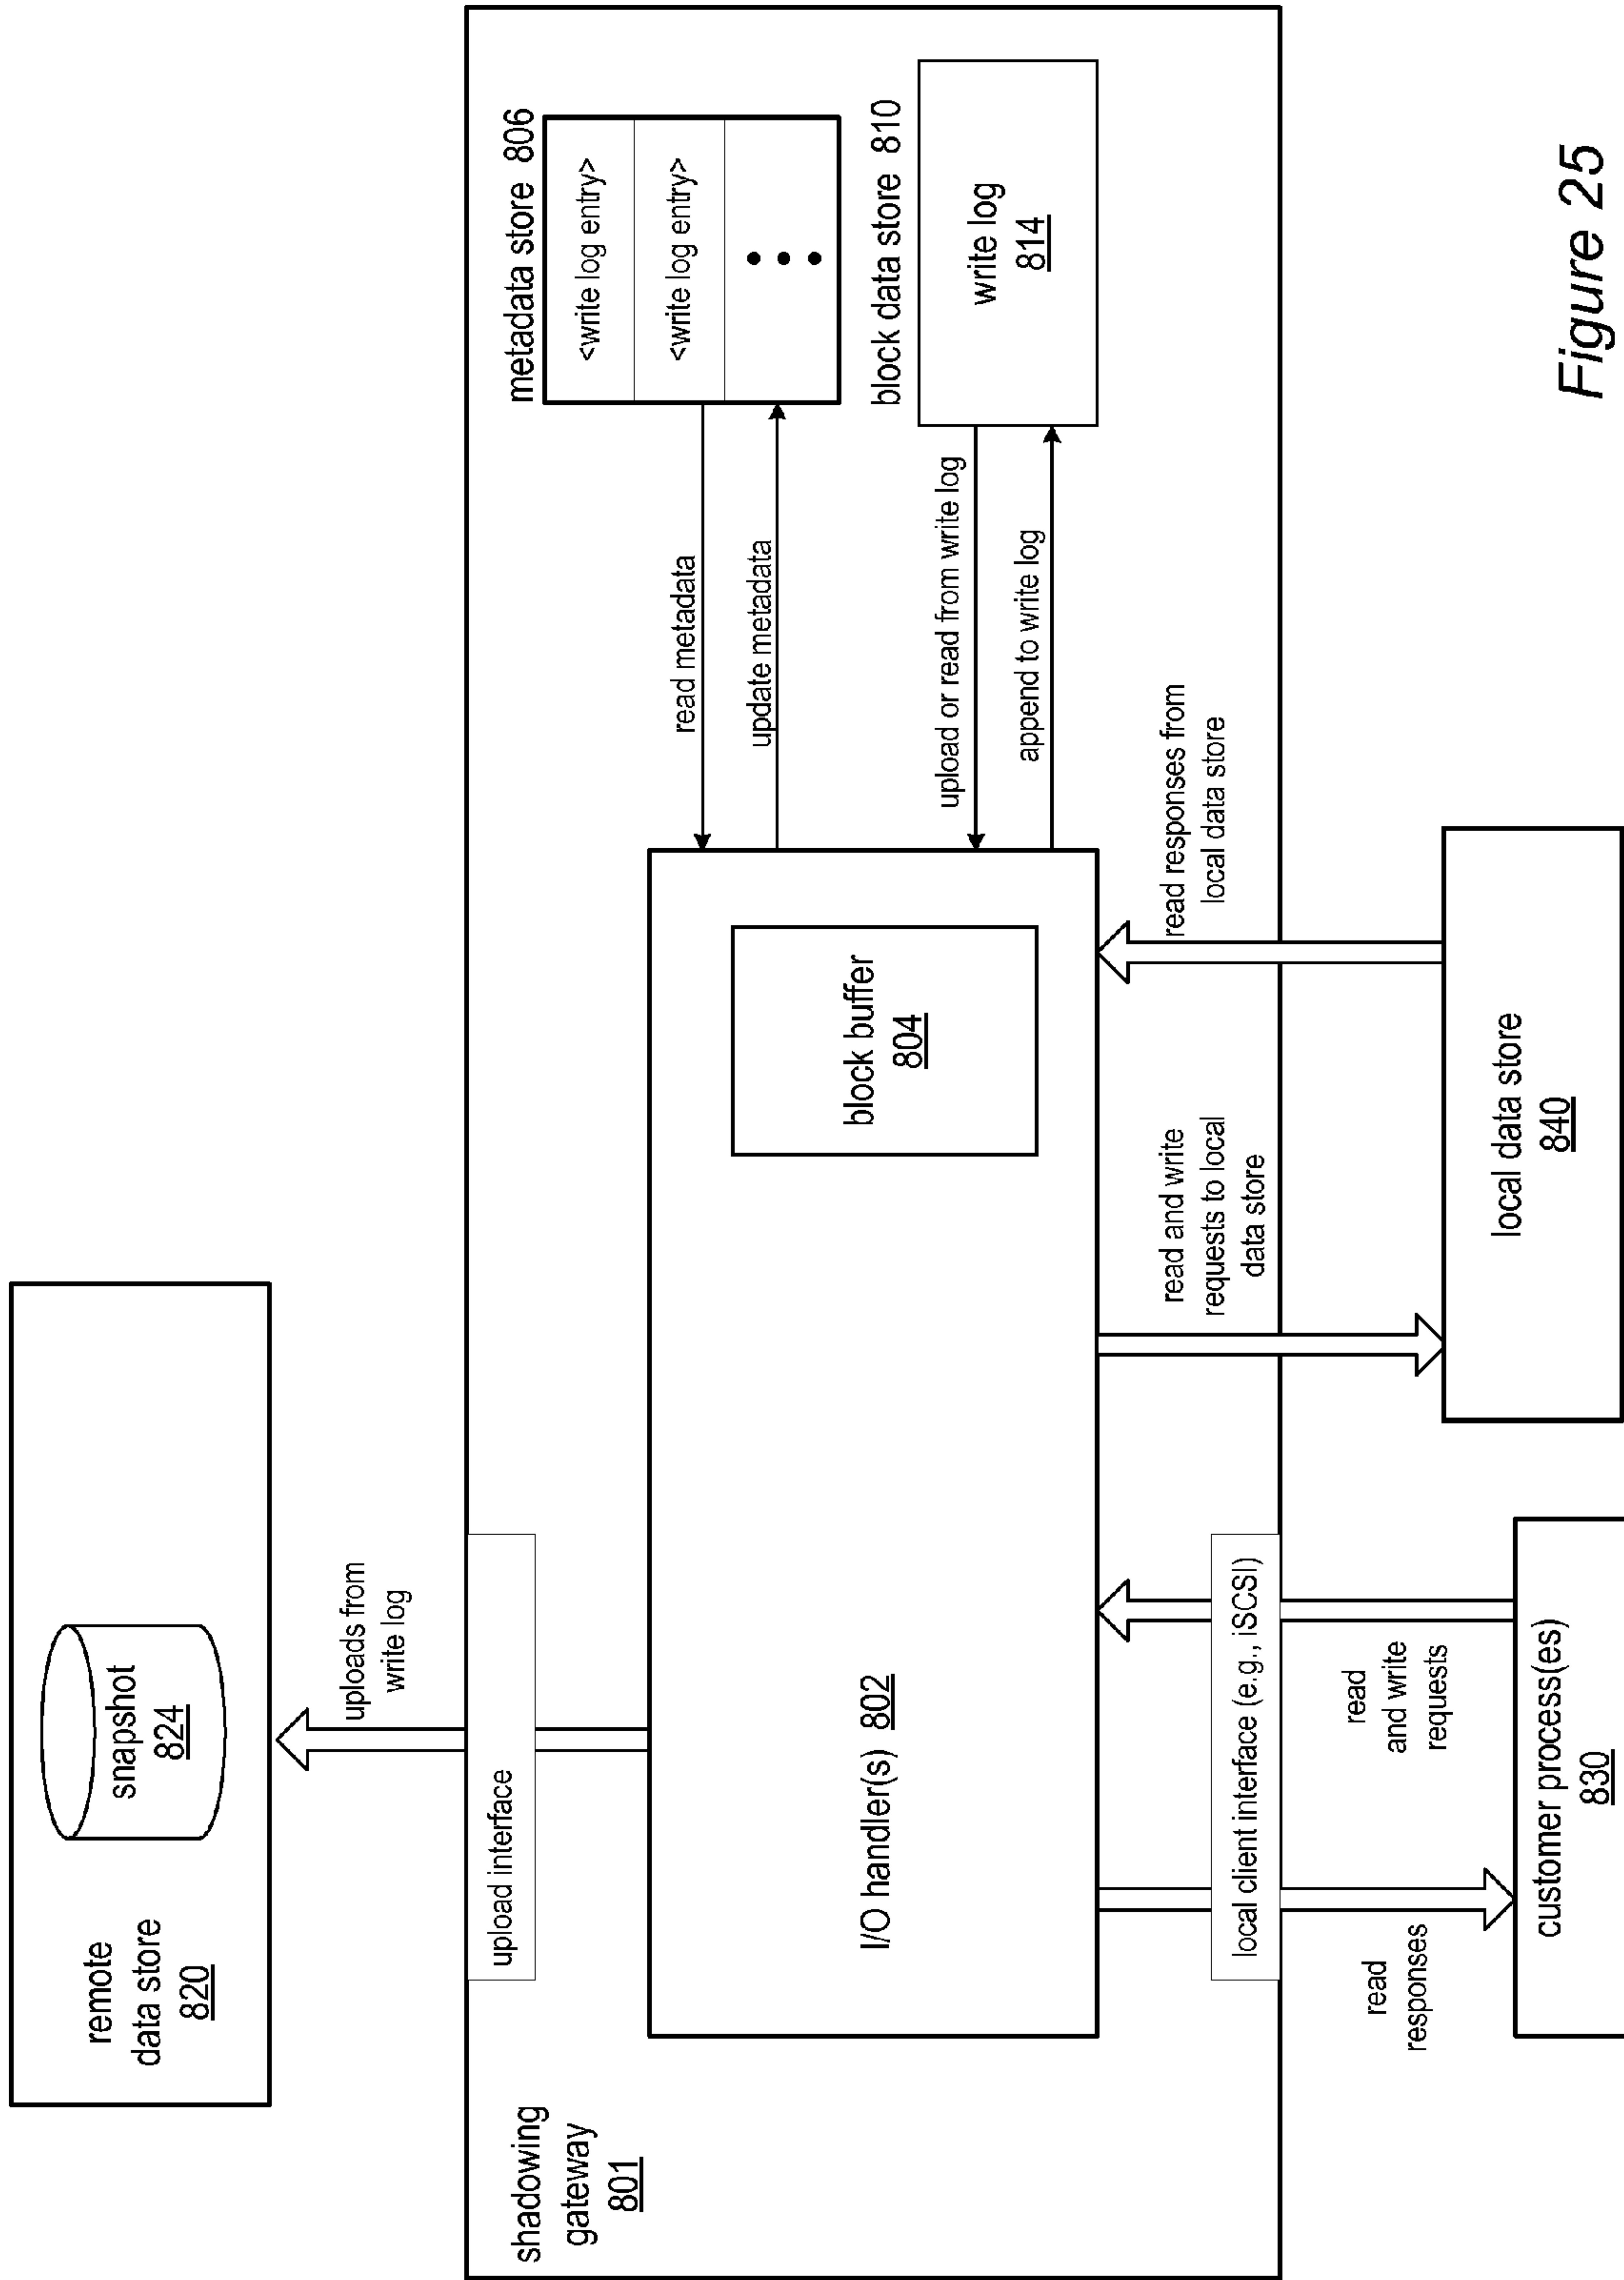 remote
data store
820
snapshot
824
uploads from
write log
shadowing
gateway
801
upload interface
metadata store 806
<write log entry>
<write log entry>
read metadata
update metadata
I/O handler(s) 802
block buffer
804
block data store 810
write log
814
upload or read from write log
append to write log
local client interface (e.g., iSCSI)
read
responses
read
and write
requests
read and write
requests to local
data store
read responses from
local data store
customer process(es)
830
local data store
840
Figure 25